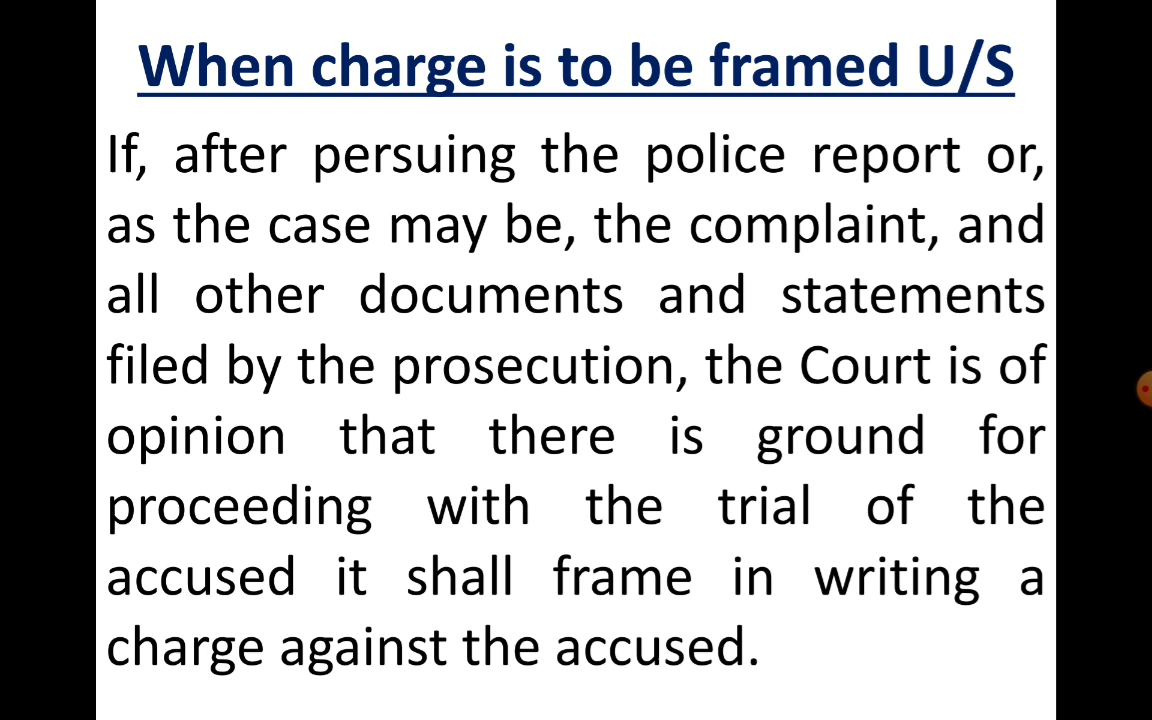 When charge is to be framed U/S
If, after persuing the police report or,
as the case may be, the complaint, and
all other documents and statements
filed by the prosecution, the Court is of
opinion that there is ground for
proceeding with the trial of the
accused it shall frame in writing a
charge against the accused.